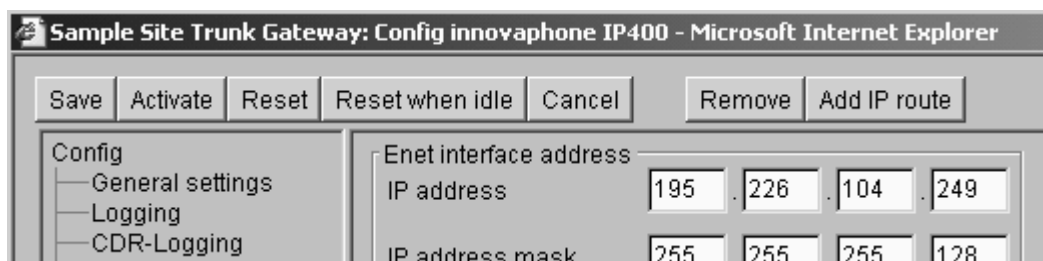 Sample Site Trunk Gateway: Config innovaphone IP400 - Microsoft Internet Explorer
Save Activate Reset Reset when idle Cancel Remove Add IP route
Config
General settings
Logging
CDR-Logging
Enet interface address
IP address 195 . 226 . 104 . 249
IP address mask 255 255 255 128